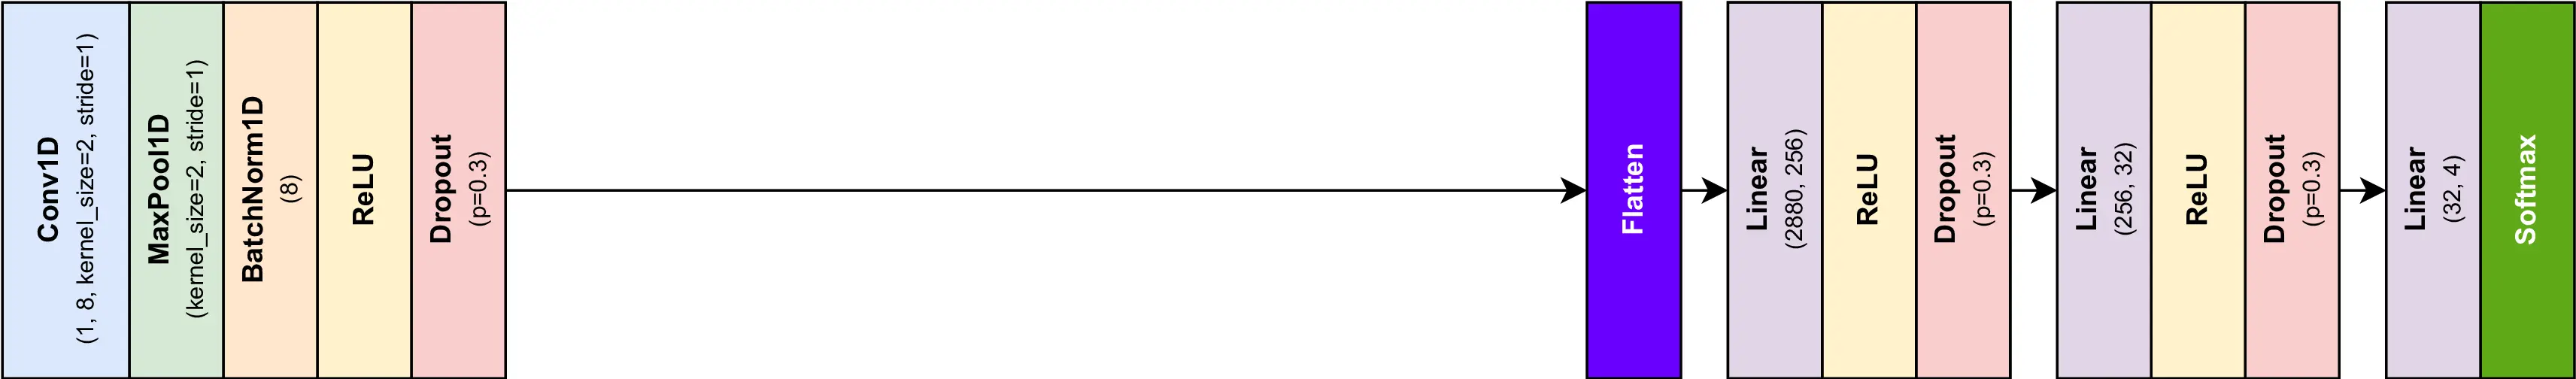 Conv1D
(1, 8, kernel_size=2, stride=1)
MaxPool1D
(kernel_size=2, stride=1)
BatchNorm1D
(8)
ReLU
Dropout
(p=0.3)
Flatten
Linear
(2880, 256)
ReLU
Dropout
(p=0.3)
Linear
(256, 32)
ReLU
Dropout
(p=0.3)
Linear
(32, 4)
Softmax